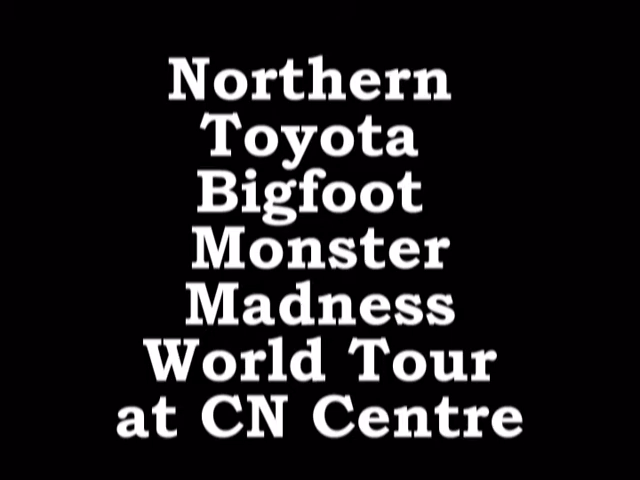 Northern
Toyota
Bigfoot
Monster
Madness
World Tour
at CN Centre